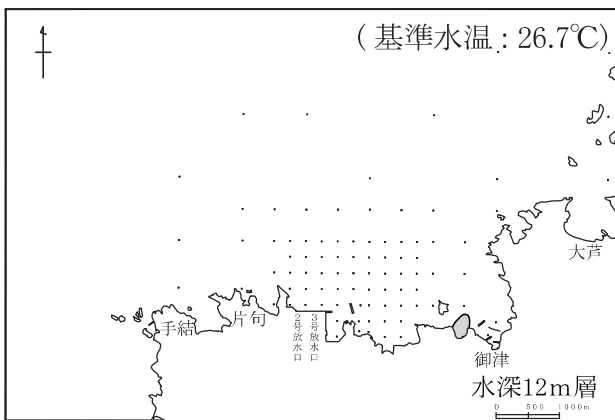 (基準水温：26.7℃)
大芦
手結
片句
2号放水口
3号放水口
御津
水深12m層
0 500 1000m